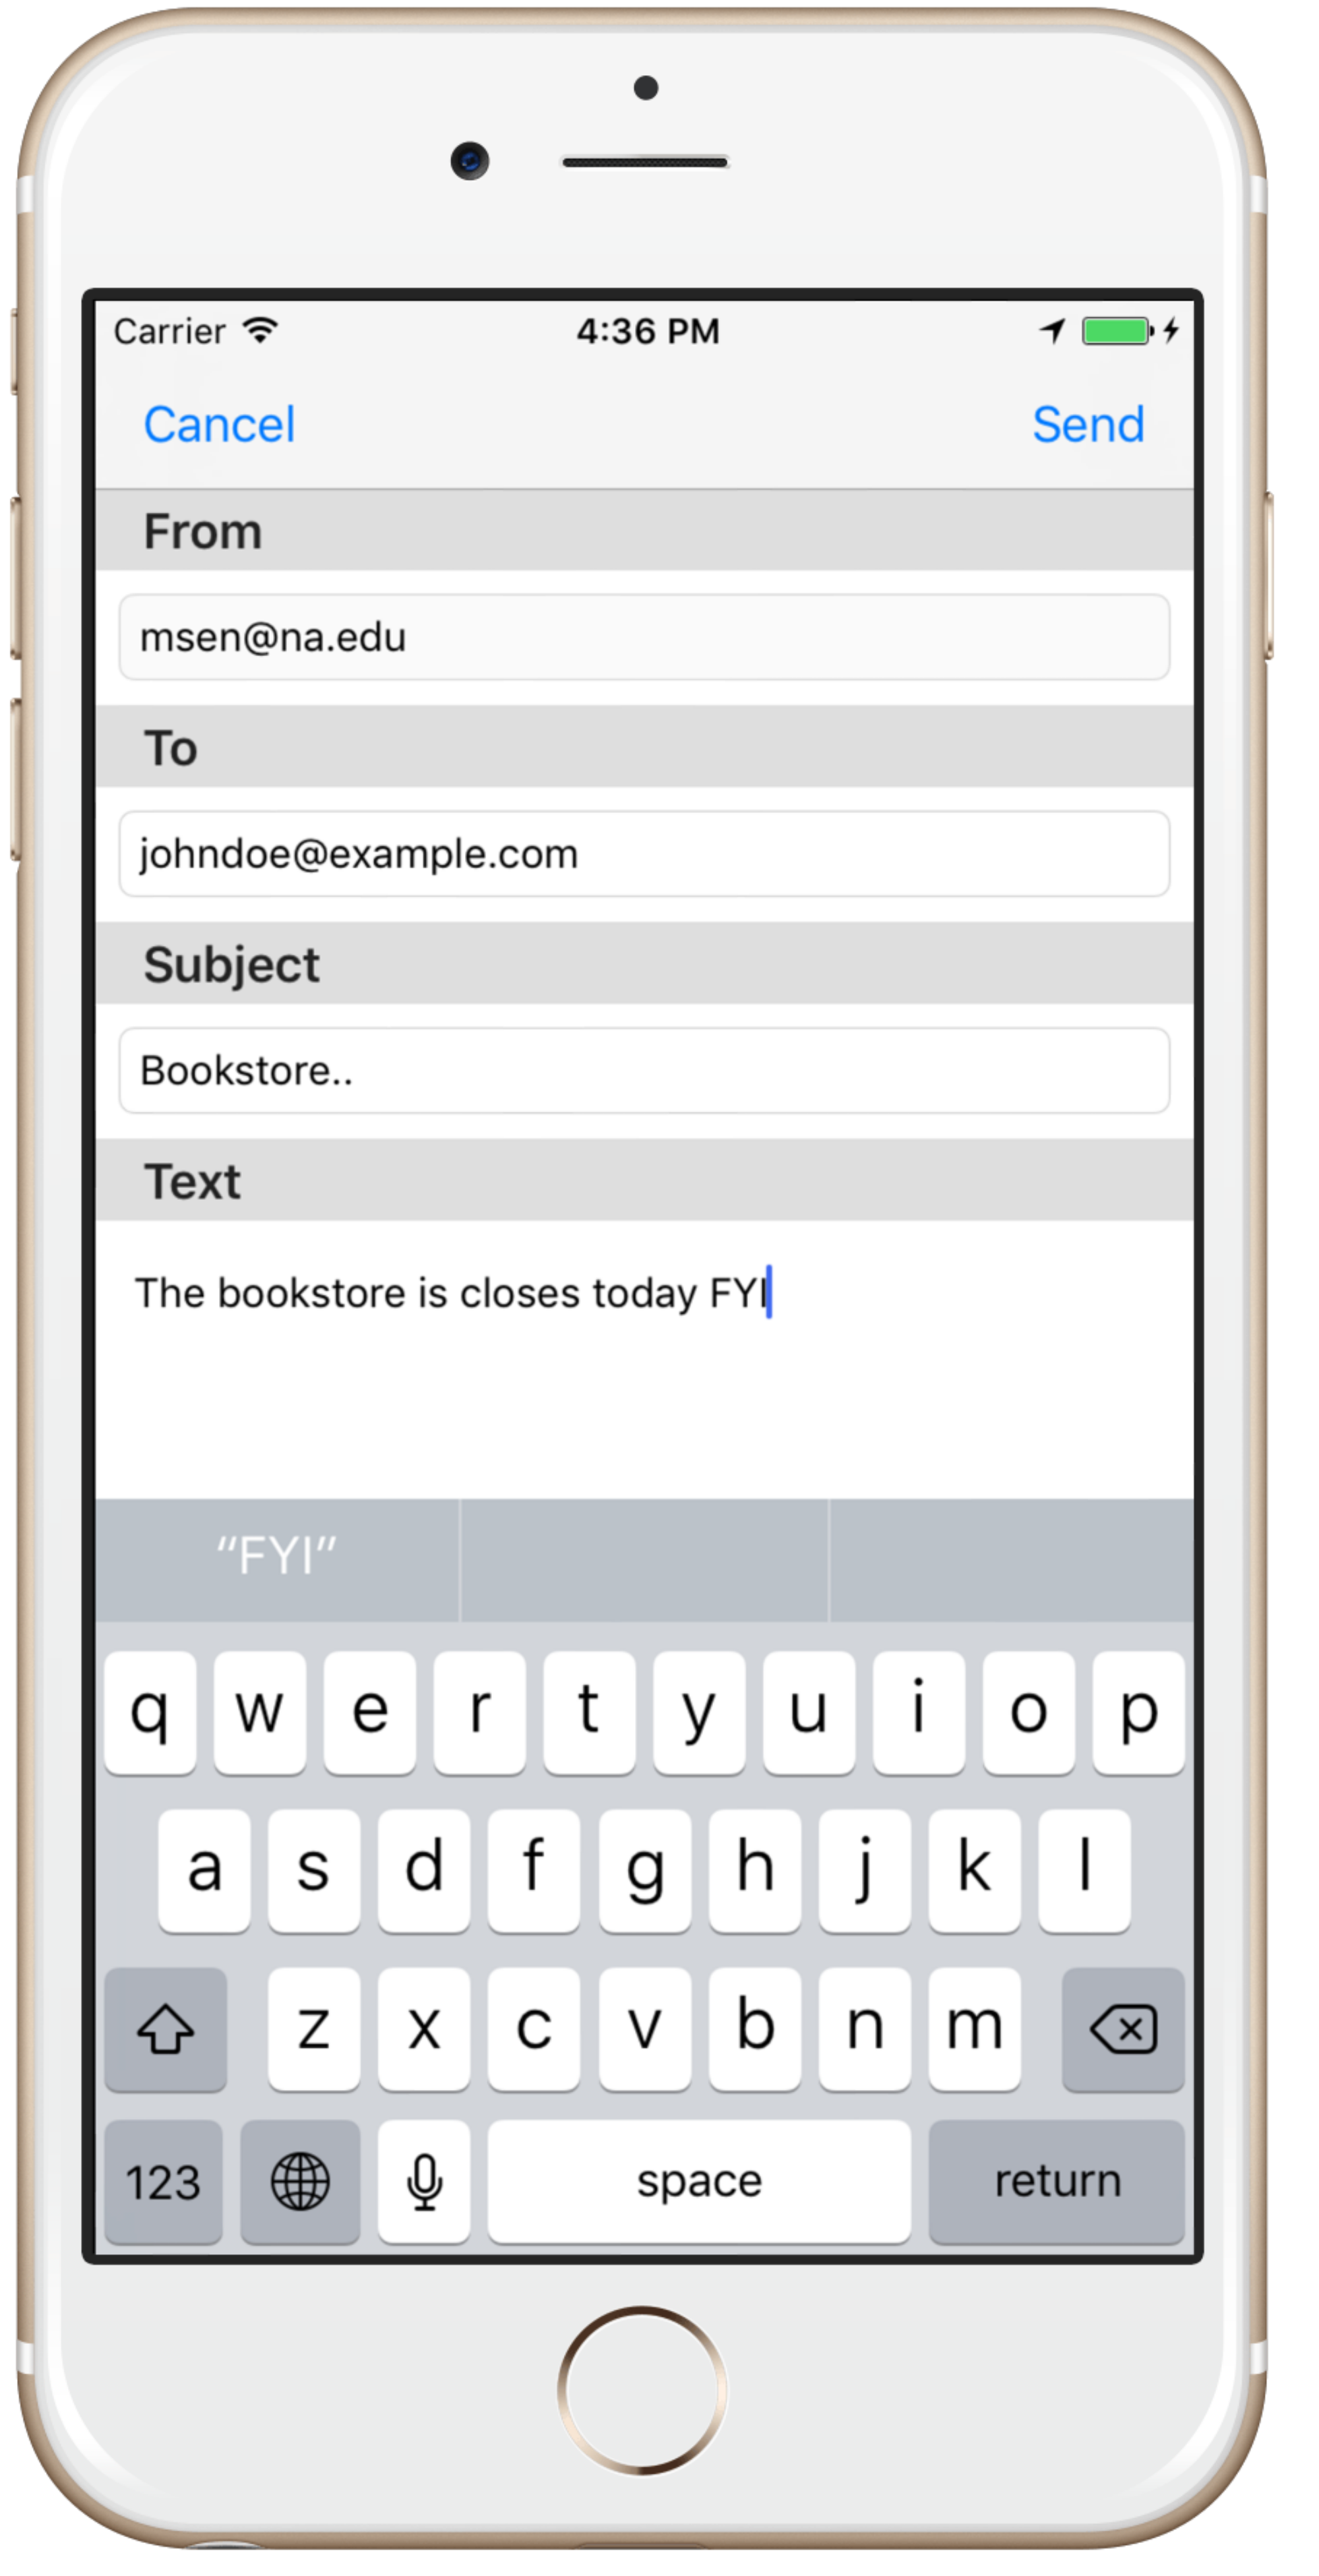 Carrier 4:36 PM
Cancel Send
From
msen@na.edu
To
johndoe@example.com
Subject
Bookstore..
Text
The bookstore is closes today FYI
“FYI”
q w e r t y u i o p
a s d f g h j k l
z x c v b n m
123 space return